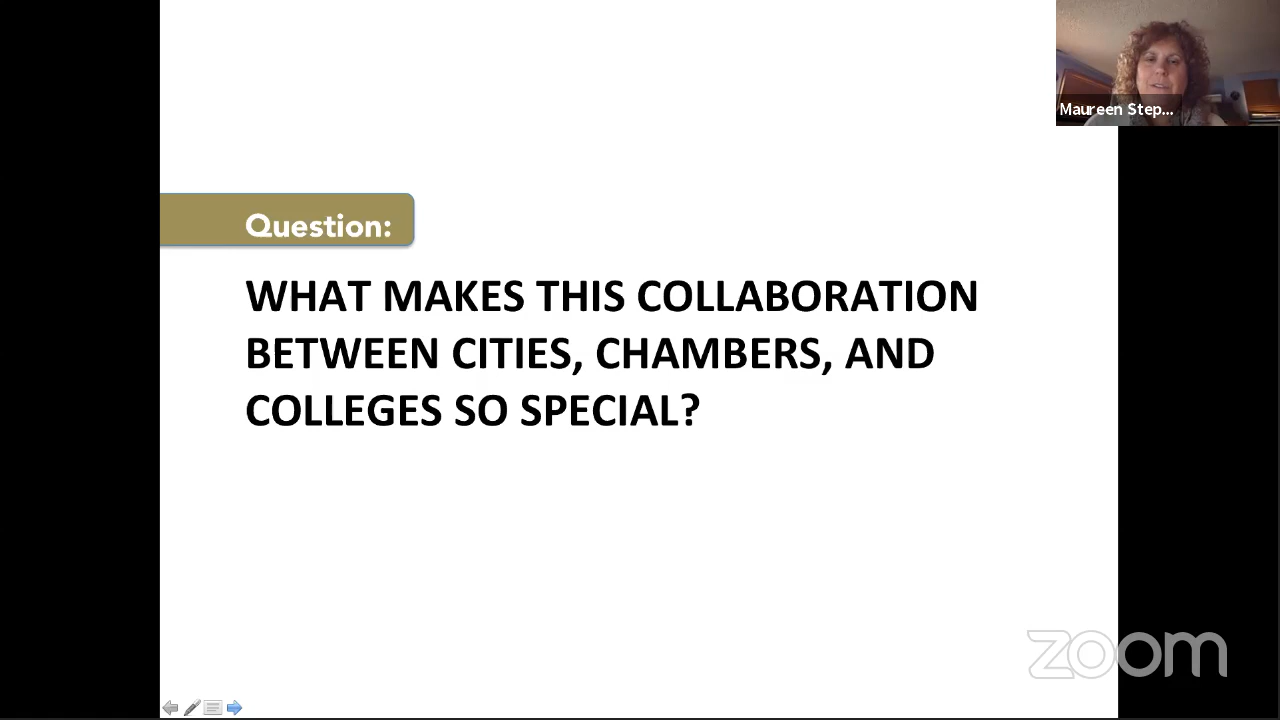 Maureen Step...
Question:
WHAT MAKES THIS COLLABORATION
BETWEEN CITIES, CHAMBERS, AND
COLLEGES SO SPECIAL?
zoom